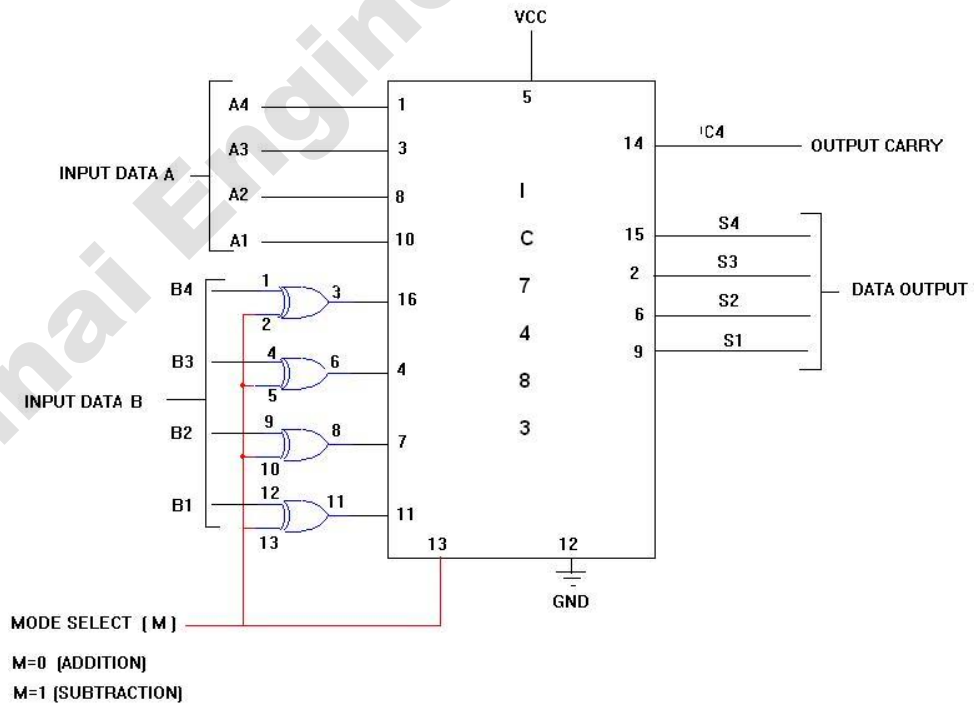 nai Engin
VCC
5
A4 1
14 'C4 OUTPUT CARRY
A3 3
INPUT DATA A
A2 8
I
15 S4
A1 10
C
2 S3
B4 1 3 16
2
7
DATA OUTPUT
6 S2
4
9 S1
B3 4 6 4
5
8
INPUT DATA B
B2 9 8 7
10
3
B1 12 11 11
13
13 12
GND
MODE SELECT (M)
M=0 (ADDITION)
M=1 (SUBTRACTION)